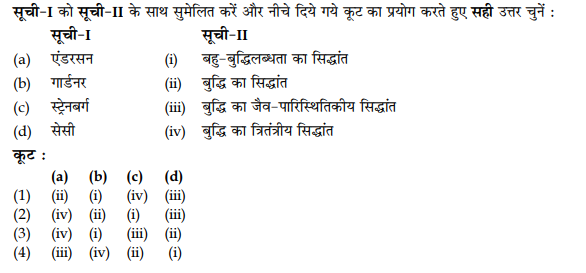 सूची-I को सूची-II के साथ सुमेलित करें और नीचे दिये गये कूट का प्रयोग करते हुए सही उत्तर चुनें :
सूची-I सूची-II
(a) एंडरसन (i) बहु-बुद्धिलब्धता का सिद्धांत
(b) गार्डनर (ii) बुद्धि का सिद्धांत
(c) स्ट्रेनबर्ग (iii) बुद्धि का जैव-पारिस्थितिकीय सिद्धांत
(d) सेसी (iv) बुद्धि का त्रितंत्रीय सिद्धांत
कूट :
(a) (b) (c) (d)
(1) (ii) (i) (iv) (iii)
(2) (iv) (ii) (i) (iii)
(3) (iv) (i) (iii) (ii)
(4) (iii) (iv) (ii) (i)